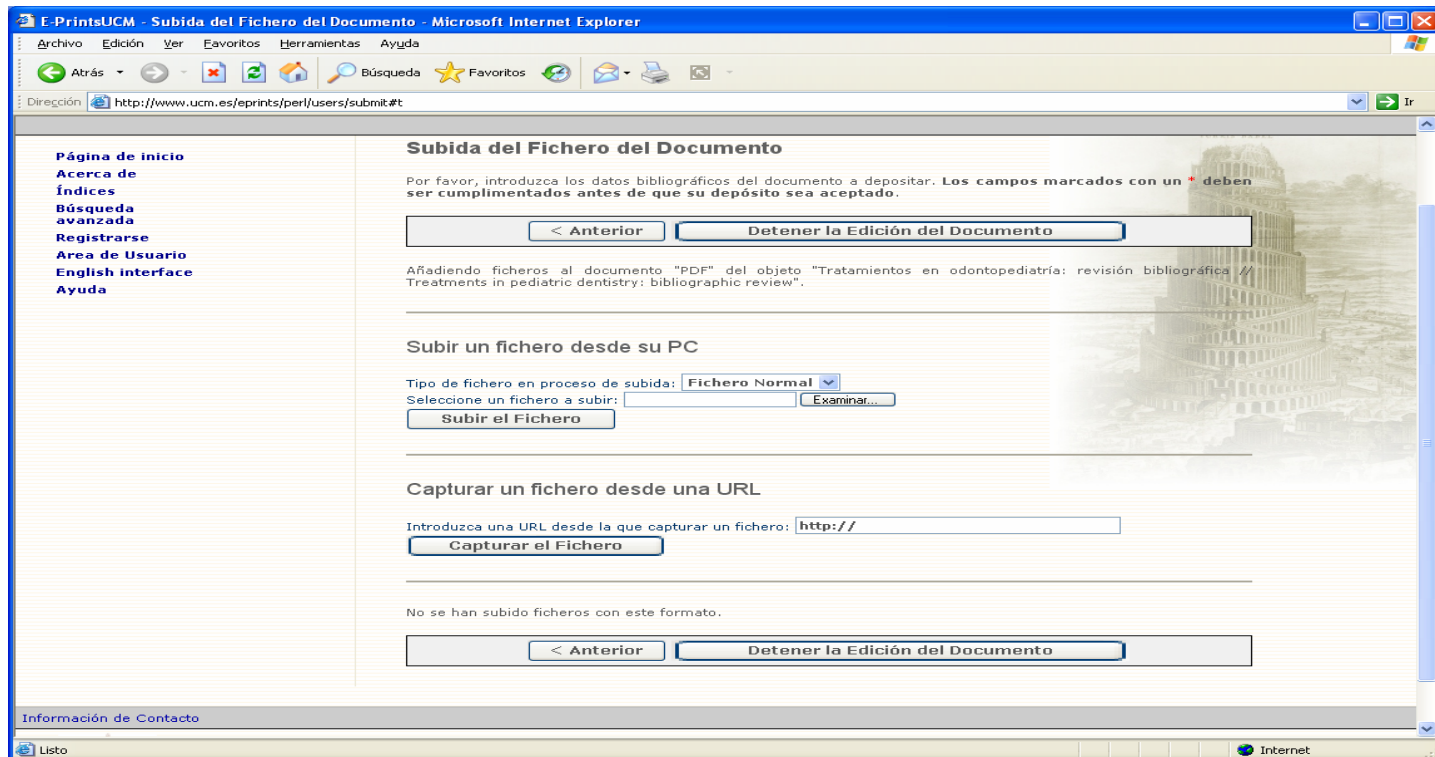 E-PrintsUCM - Subida del Fichero del Documento - Microsoft Internet Explorer
Archivo Edición Ver Favoritos Herramientas Ayuda
Atrás Búsqueda Favoritos
Dirección http://www.ucm.es/eprints/perl/users/submit#t Ir
Página de inicio
Acerca de
Índices
Búsqueda
avanzada
Registrarse
Area de Usuario
English interface
Ayuda
Subida del Fichero del Documento
Por favor, introduzca los datos bibliográficos del documento a depositar. Los campos marcados con un * deben
ser cumplimentados antes de que su depósito sea aceptado.
< Anterior Detener la Edición del Documento
Añadiendo ficheros al documento "PDF" del objeto "Tratamientos en odontopediatría: revisión bibliográfica //
Treatments in pediatric dentistry: bibliographic review".
Subir un fichero desde su PC
Tipo de fichero en proceso de subida: Fichero Normal
Seleccione un fichero a subir: Examinar...
Subir el Fichero
Capturar un fichero desde una URL
Introduzca una URL desde la que capturar un fichero: http://
Capturar el Fichero
No se han subido ficheros con este formato.
< Anterior Detener la Edición del Documento
Información de Contacto
Listo Internet